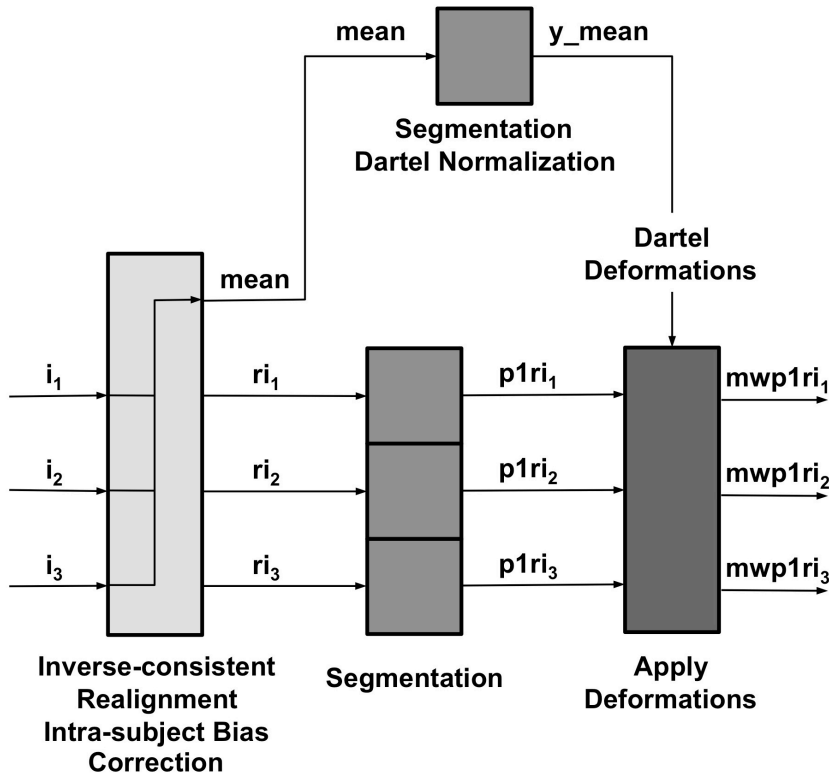 mean
y_mean
Segmentation
Dartel Normalization
mean
Dartel
Deformations
i₁
ri₁
p1ri₁
mwp1ri₁
i₂
ri₂
p1ri₂
mwp1ri₂
i₃
ri₃
p1ri₃
mwp1ri₃
Inverse-consistent
Realignment
Intra-subject Bias
Correction
Segmentation
Apply
Deformations